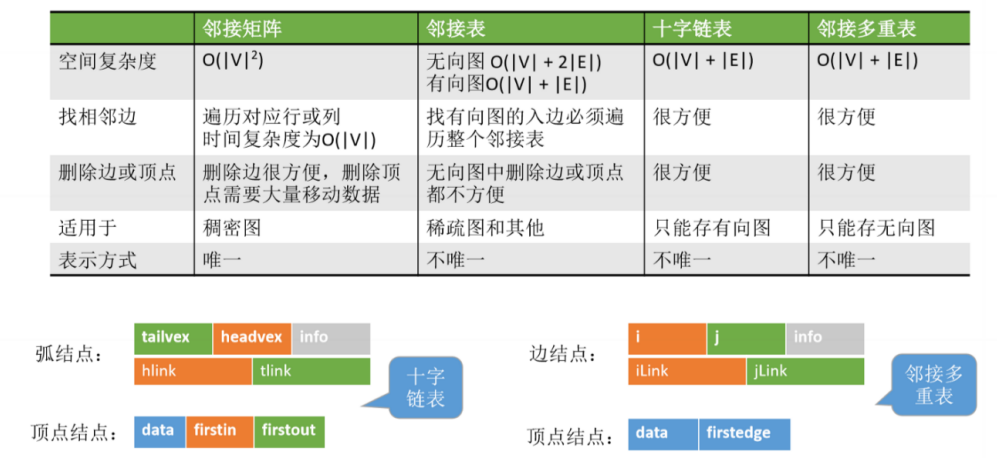 邻接矩阵 邻接表 十字链表 邻接多重表
空间复杂度 O(|V|²) 无向图 O(|V| + 2|E|) O(|V| + |E|) O(|V| + |E|)
有向图O(|V| + |E|)
找相邻边 遍历对应行或列 找有向图的入边必须遍 很方便 很方便
时间复杂度为O(|V|) 历整个邻接表
删除边或顶点 删除边很方便，删除顶 无向图中删除边或顶点 很方便 很方便
点需要大量移动数据 都不方便
适用于 稠密图 稀疏图和其他 只能存有向图 只能存无向图
表示方式 唯一 不唯一 不唯一 不唯一
弧结点： tailvex headvex info
hlink tlink
十字
链表
顶点结点： data firstin firstout
边结点： i j info
iLink jLink
邻接多
重表
顶点结点： data firstedge